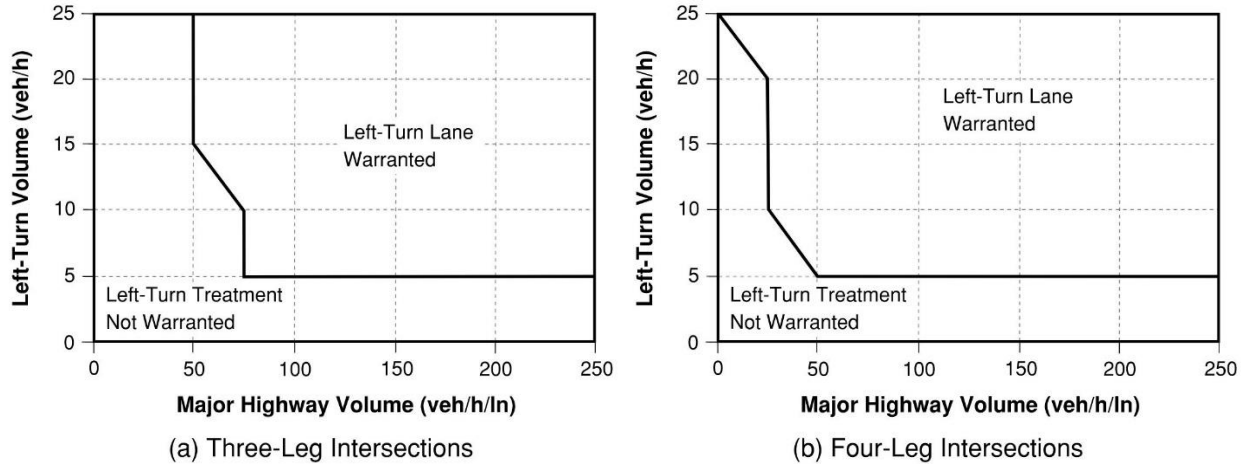 25
20
15
10
5
0
Left-Turn Volume (veh/h)
Left-Turn Lane
Warranted
Left-Turn Treatment
Not Warranted
0 50 100 150 200 250
Major Highway Volume (veh/h/ln)
(a) Three-Leg Intersections
25
20
15
10
5
0
Left-Turn Volume (veh/h)
Left-Turn Lane
Warranted
Left-Turn Treatment
Not Warranted
0 50 100 150 200 250
Major Highway Volume (veh/h/ln)
(b) Four-Leg Intersections